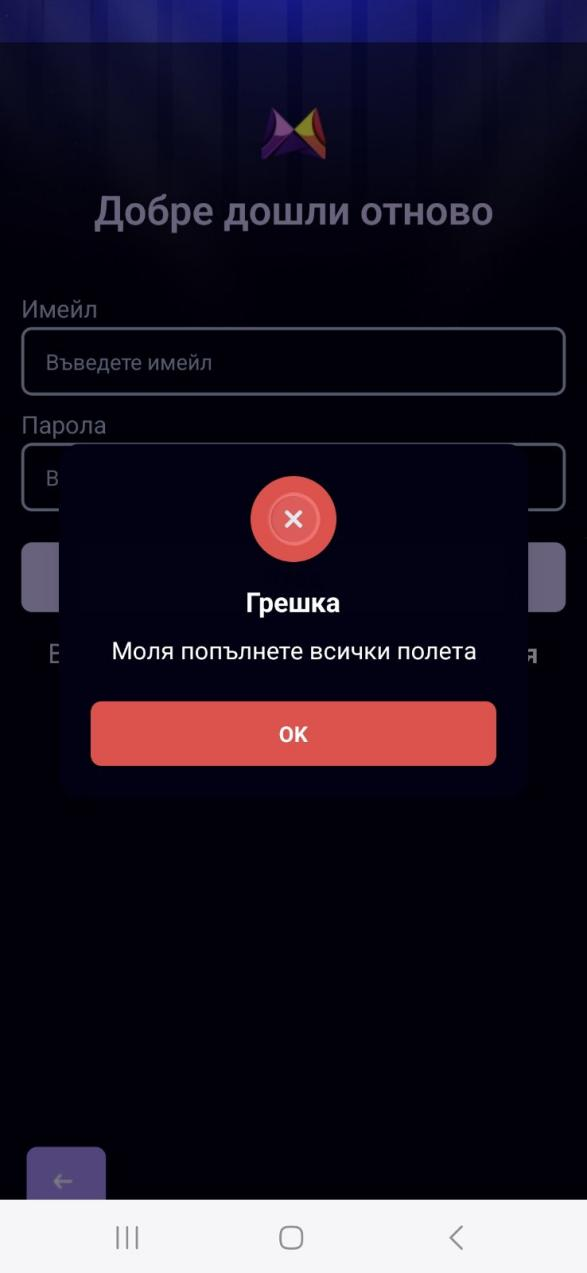 Добре дошли отново
Имейл
Въведете имейл
Парола
Грешка
Моля попълнете всички полета
OK